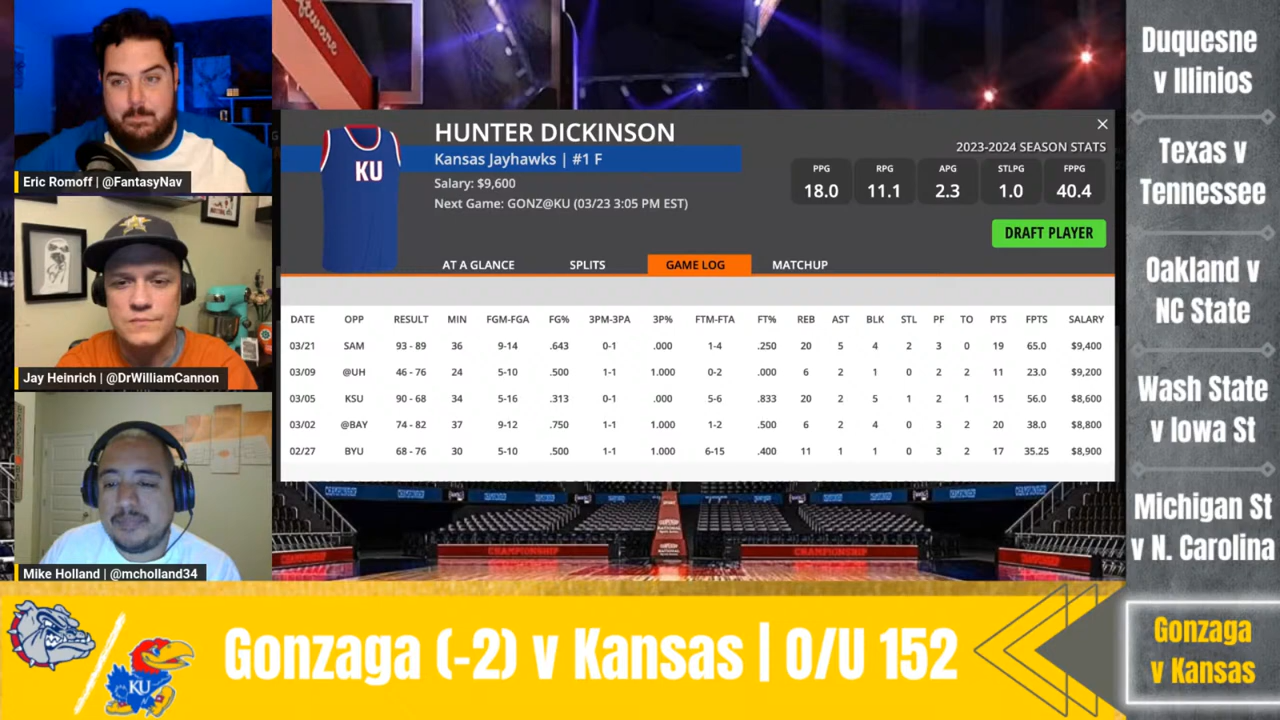 Eric Romoff | @FantasyNav
Jay Heinrich | @DrWilliamCannon
Mike Holland | @mcholland34
HUNTER DICKINSON
Kansas Jayhawks | #1 F
Salary: $9,600
Next Game: GONZ@KU (03/23 3:05 PM EST)
KU
2023-2024 SEASON STATS
PPG RPG APG STLPG FPPG
18.0 11.1 2.3 1.0 40.4
DRAFT PLAYER
AT A GLANCE SPLITS GAME LOG MATCHUP
DATE OPP RESULT MIN FGM-FGA FG% 3PM-3PA 3P% FTM-FTA FT% REB AST BLK STL PF TO PTS FPTS SALARY
03/21 SAM 93 - 89 36 9-14 .643 0-1 .000 1-4 .250 20 5 4 2 3 0 19 65.0 $9,400
03/09 @UH 46 - 76 24 5-10 .500 1-1 1.000 0-2 .000 6 2 1 0 2 2 11 23.0 $9,200
03/05 KSU 90 - 68 34 5-16 .313 0-1 .000 5-6 .833 20 2 5 1 2 1 15 56.0 $8,600
03/02 @BAY 74 - 82 37 9-12 .750 1-1 1.000 1-2 .500 6 2 4 0 3 2 20 38.0 $8,800
02/27 BYU 68 - 76 30 5-10 .500 1-1 1.000 6-15 .400 11 1 1 0 3 2 17 35.25 $8,900
CHAMPIONSHIP
CHAMPIONSHIP
Duquesne
v Illinios
Texas v
Tennessee
Oakland v
NC State
Wash State
v Iowa St
Michigan St
v N. Carolina
Gonzaga
v Kansas
KU
Gonzaga (-2) v Kansas | O/U 152